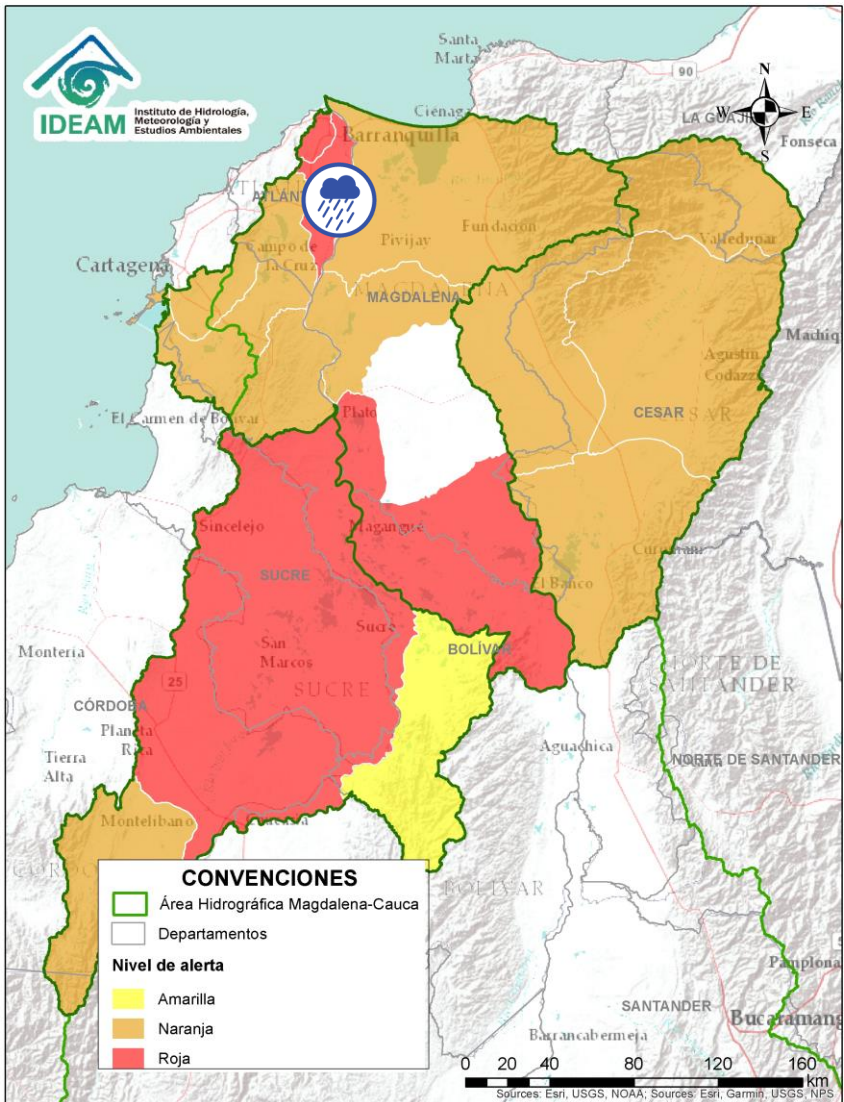 IDEAM
Instituto de Hidrología,
Meteorología y
Estudios Ambientales
Santa
Marta
90
N
W
E
S
Ciénaga
Barranquilla
Fonseca
Pivijay
Fundación
Valledupar
Campo de
la Cruz
Cartagena
MAGDALENA
Agustín
Codazzi
El Carmen de Bolívar
Plato
CESAR
Sincelejo
Magangué
SUCRE
El Banco
Sucre
San
Marcos
BOLÍVAR
Montería
SUCRE
25
NORTE DE
SANTANDER
CÓRDOBA
Planeta
Rica
Aguachica
Tierra
Alta
NORTE DE SANTANDER
Montelíbano
BOLÍVAR
CONVENCIONES
Área Hidrográfica Magdalena-Cauca
Departamentos
Nivel de alerta
Amarilla
Naranja
Roja
Pamplona
SANTANDER
Barrancabermeja
0 20 40 80 120 160
km
Sources: Esri, USGS, NOAA; Sources: Esri, Garmin, USGS, NPS